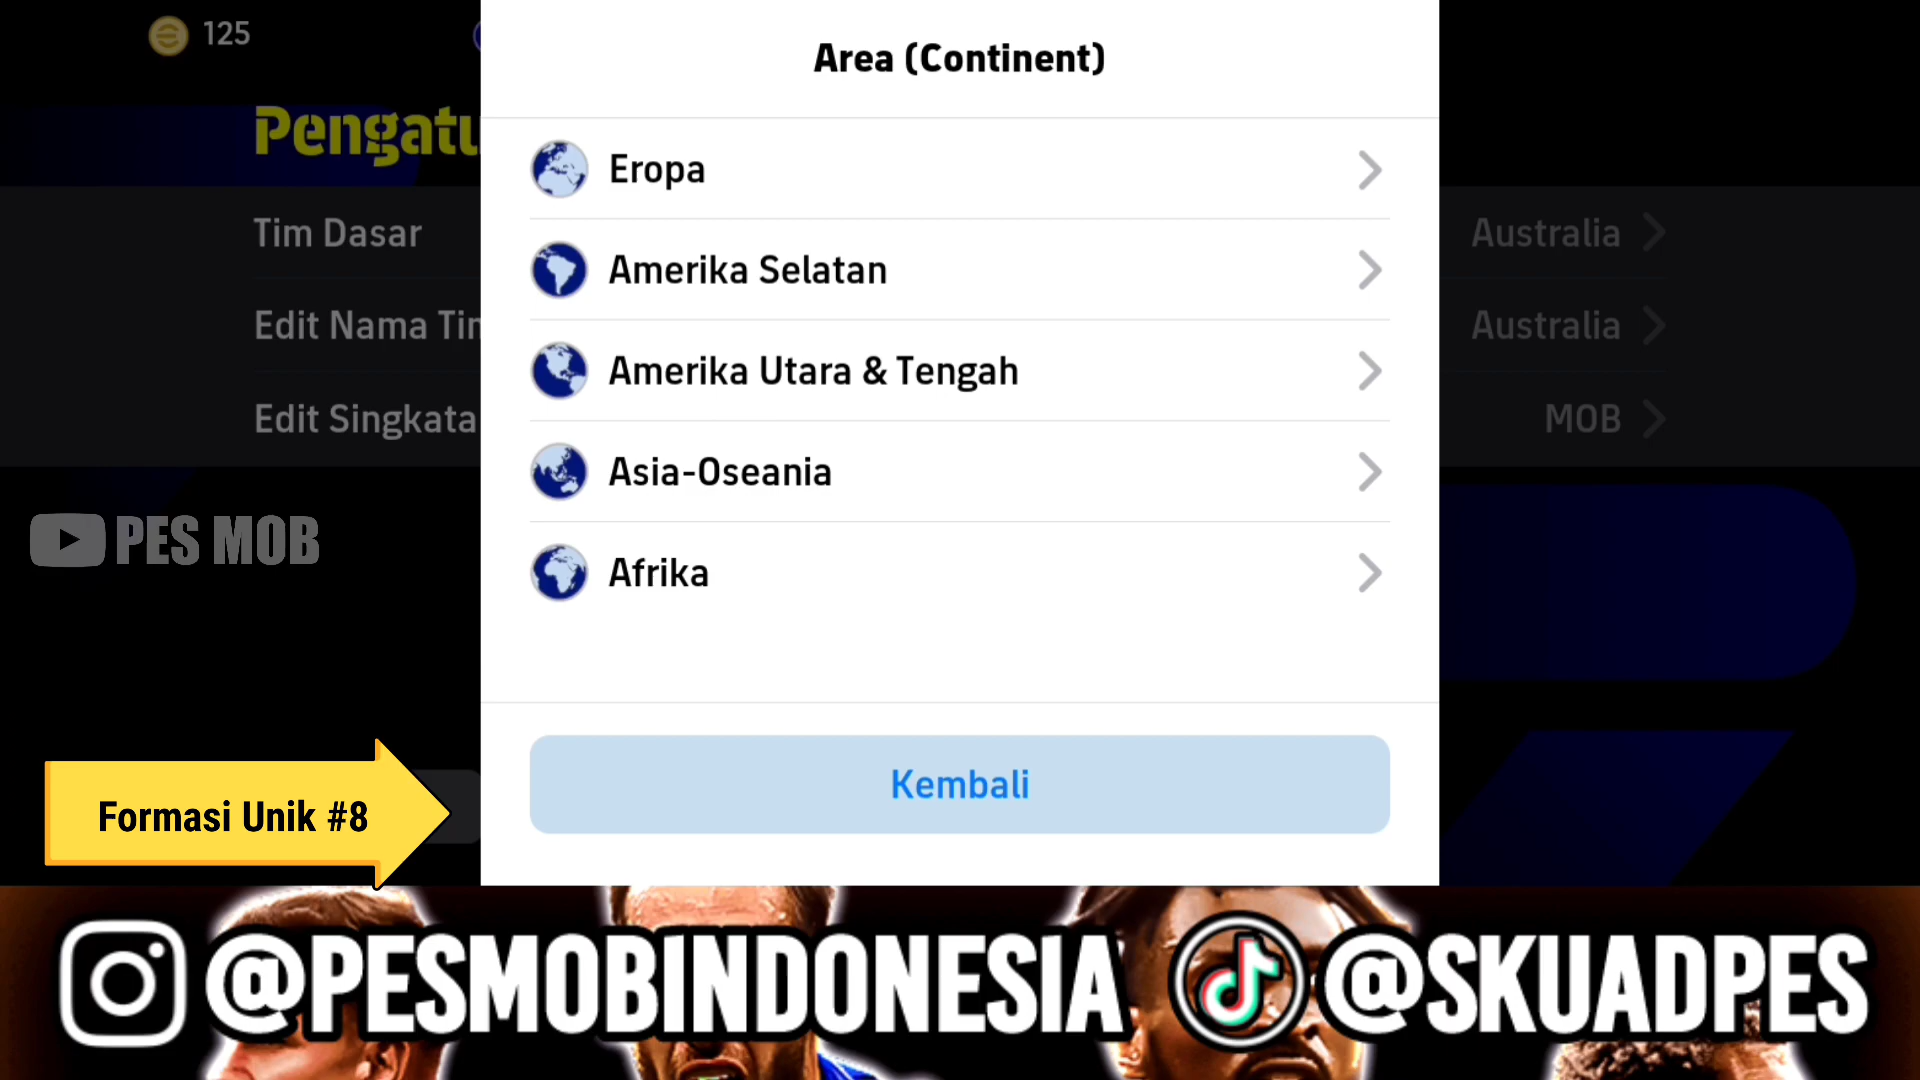 125
Area (Continent)
Pengatu
Eropa
Tim Dasar
Australia
Amerika Selatan
Edit Nama Tim
Australia
Amerika Utara & Tengah
Edit Singkata
MOB
Asia-Oseania
PES MOB
Afrika
Kembali
Formasi Unik #8
@PESMOBINDONESIA
@SKUADPES